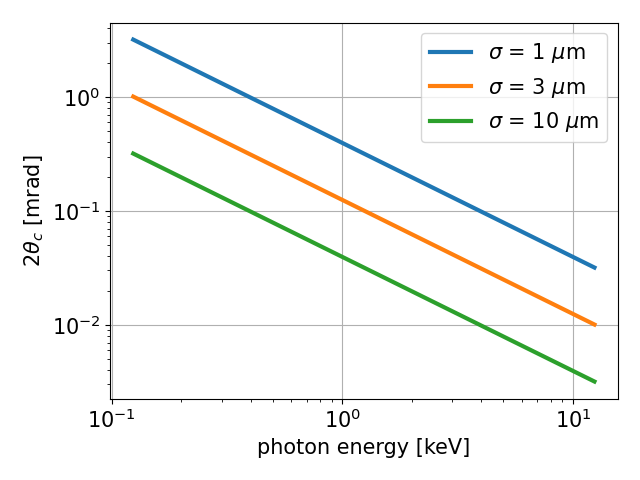 σ = 1 μm
σ = 3 μm
σ = 10 μm
2θc [mrad]
10⁰
10⁻¹
10⁻²
10⁻¹ 10⁰ 10¹
photon energy [keV]